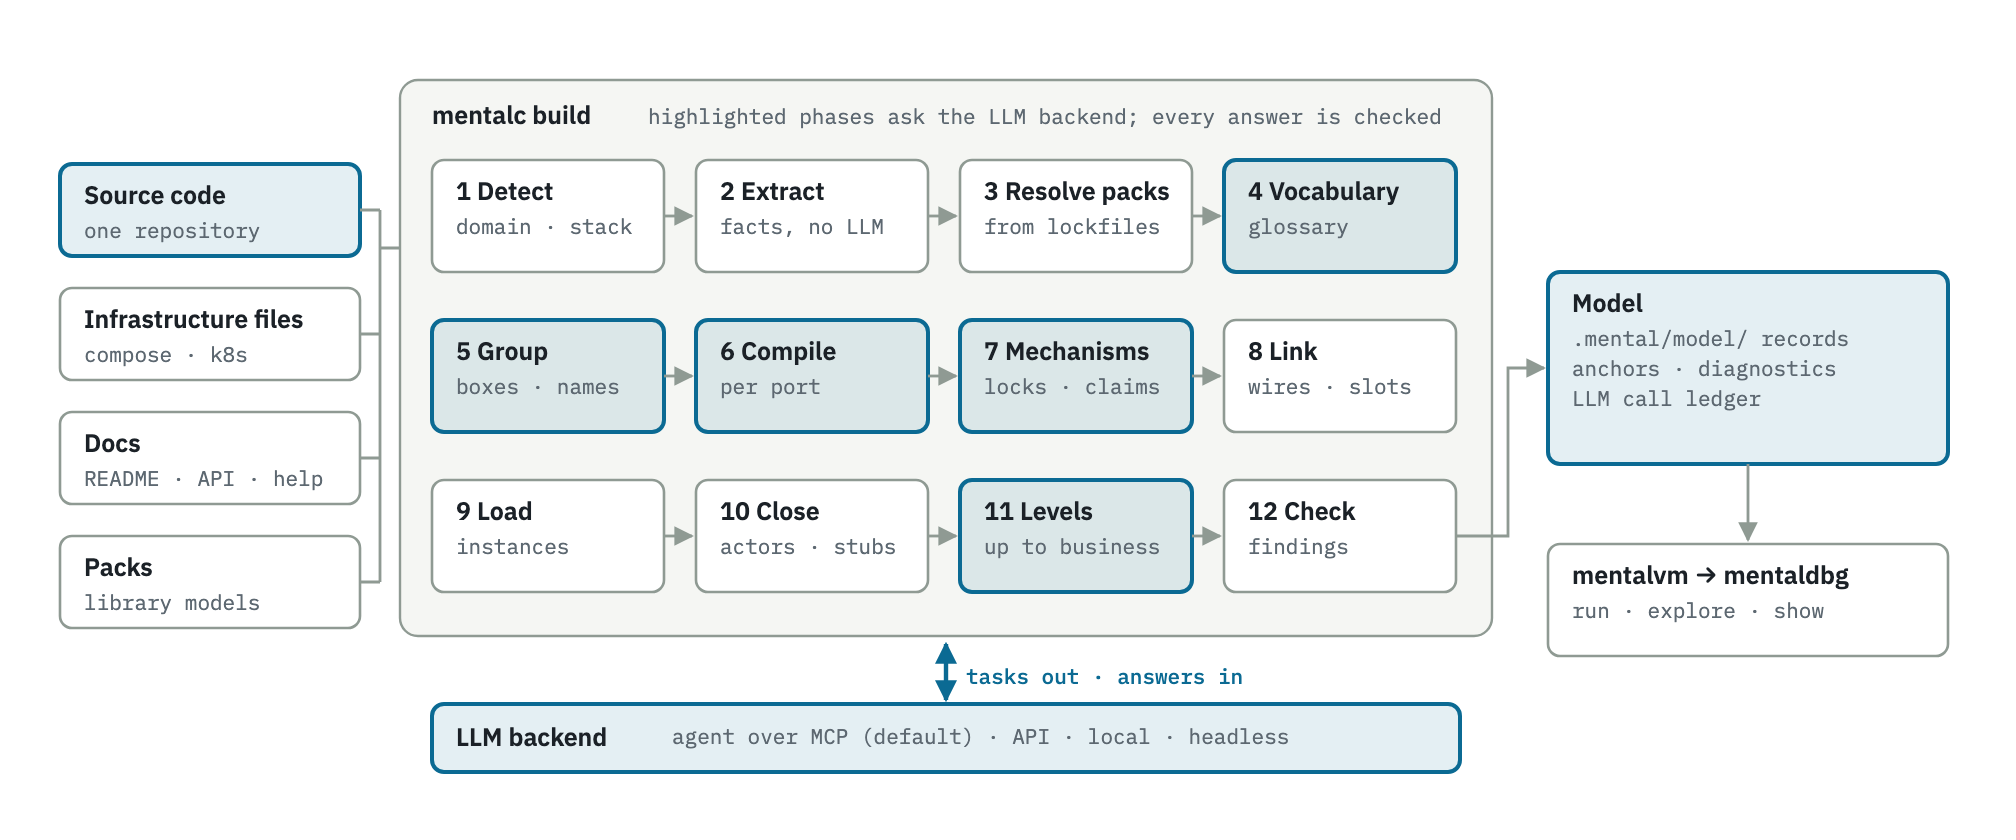 mentalc build
highlighted phases ask the LLM backend; every answer is checked
Source code
one repository
Infrastructure files
compose · k8s
Docs
README · API · help
Packs
library models
1 Detect
domain · stack
2 Extract
facts, no LLM
3 Resolve packs
from lockfiles
4 Vocabulary
glossary
5 Group
boxes · names
6 Compile
per port
7 Mechanisms
locks · claims
8 Link
wires · slots
9 Load
instances
10 Close
actors · stubs
11 Levels
up to business
12 Check
findings
Model
.mental/model/ records
anchors · diagnostics
LLM call ledger
mentalvm → mentaldbg
run · explore · show
tasks out · answers in
LLM backend
agent over MCP (default) · API · local · headless